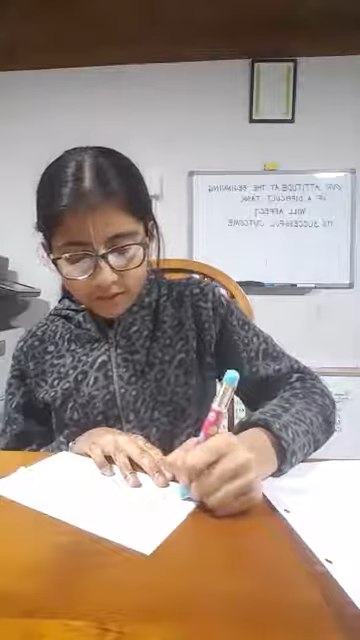 OUR ATTITUDE AT THE BEGINNING
OF A DIFFICULT TASK
WILL AFFECT
ITS SUCCESSFUL OUTCOME